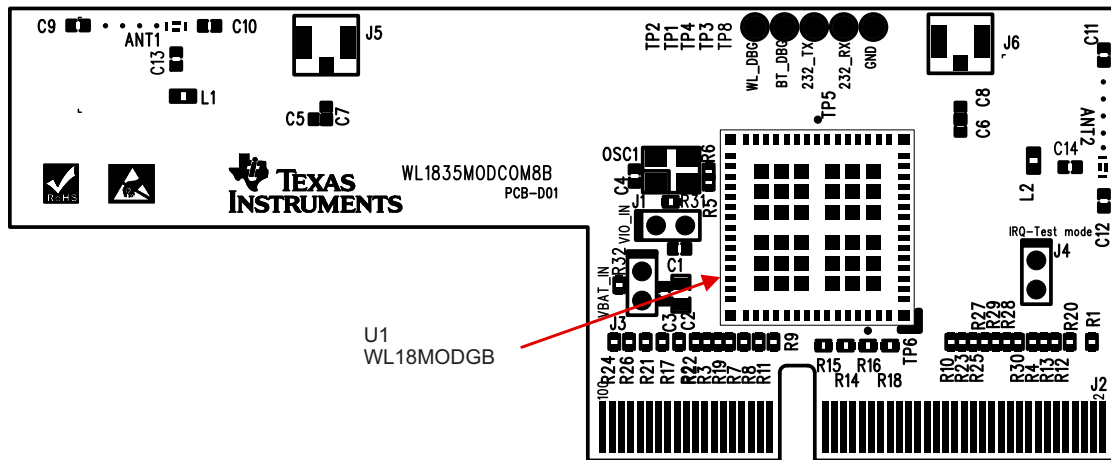 C9
ANT1
C10
C13
L1
J5
C5
C7
TP2
TP1
TP4
TP3
TP8
WL_DBG
BT_DBG
232_TX
232_RX
GND
TP5
J6
C8
C6
C11
ANT2
C14
L2
C12
RoHS
TEXAS
INSTRUMENTS
WL1835MODCOM8B
PCB-D01
OSC1
C4
R6
R5
J1
R31
VIO_IN
C1
R32
VBAT_IN
J3
C3
C2
IRQ-Test mode
J4
U1
WL18MODGB
R24
R26
R21
R17
R22
R3
R19
R7
R8
R11
R9
R15
R14
R16
R18
TP6
R10
R23
R25
R27
R29
R28
R30
R4
R13
R12
R20
R1
100
J2
2